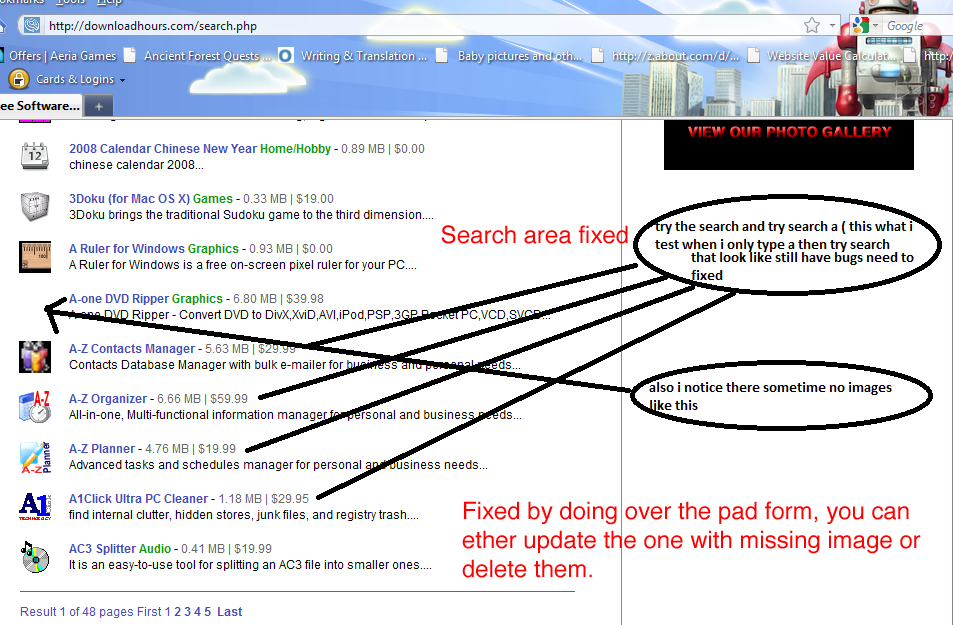 Tools Help
http://downloadhours.com/search.php
Google
Offers | Aeria Games
Ancient Forest Quests ...
Writing & Translation ...
Baby pictures and oth...
http://z.about.com/d/...
Website Value Calculat...
http:/
Cards & Logins
ee Software...
+
VIEW OUR PHOTO GALLERY
2008 Calendar Chinese New Year Home/Hobby - 0.89 MB | $0.00
chinese calendar 2008...
3Doku (for Mac OS X) Games - 0.33 MB | $19.00
3Doku brings the traditional Sudoku game to the third dimension....
A Ruler for Windows Graphics - 0.93 MB | $0.00
A Ruler for Windows is a free on-screen pixel ruler for your PC....
A-one DVD Ripper Graphics - 6.80 MB | $39.98
A-one DVD Ripper - Convert DVD to DivX,XviD,AVI,iPod,PSP,3GP,Pocket PC,VCD,SVCD...
A-Z Contacts Manager - 5.63 MB | $29.99
Contacts Database Manager with bulk e-mailer for business and personal needs...
A-Z Organizer - 6.66 MB | $59.99
All-in-one, Multi-functional information manager for personal and business needs...
A-Z Planner - 4.76 MB | $19.99
Advanced tasks and schedules manager for personal and business needs...
A1Click Ultra PC Cleaner - 1.18 MB | $29.95
find internal clutter, hidden stores, junk files, and registry trash....
AC3 Splitter Audio - 0.41 MB | $19.99
It is an easy-to-use tool for splitting an AC3 file into smaller ones....
Result 1 of 48 pages First 1 2 3 4 5 Last
Search area fixed
try the search and try search a ( this what i
test when i only type a then try search
that look like still have bugs need to
fixed
also i notice there sometime no images
like this
Fixed by doing over the pad form, you can
ether update the one with missing image or
delete them.
12
A-Z
A-Z Planner
A1
TECHNOLOGY